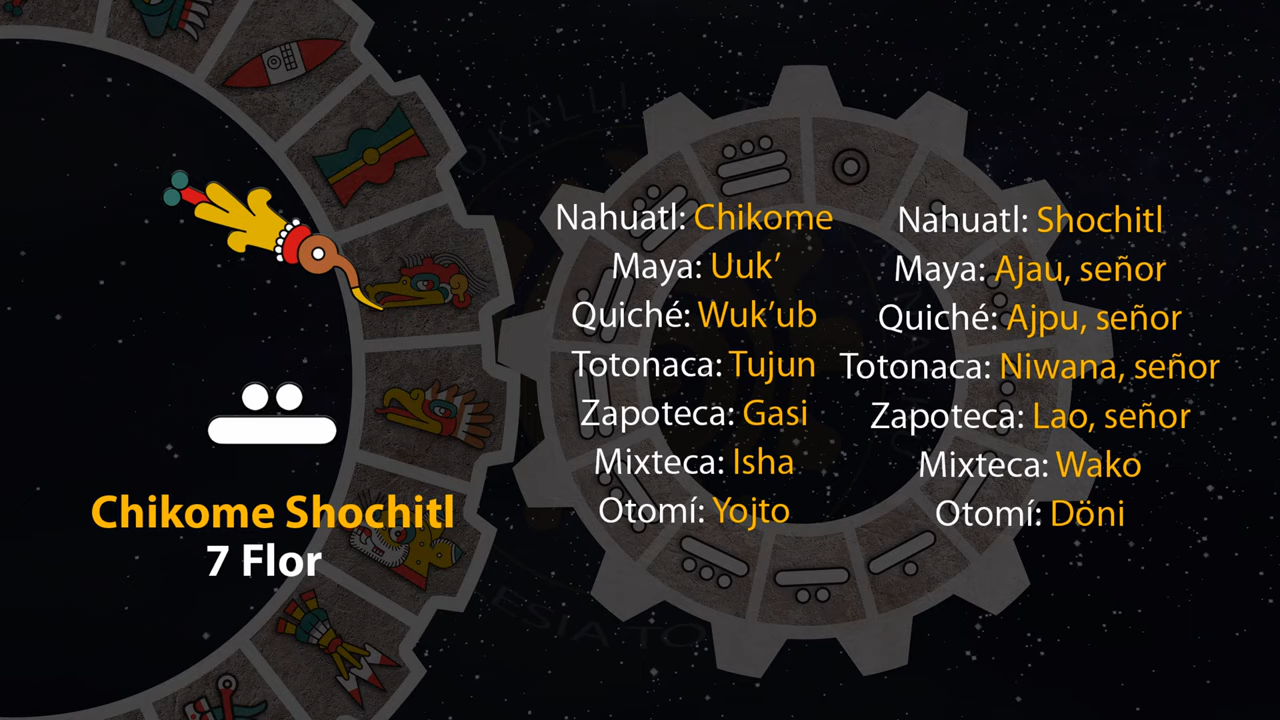 Nahuatl: Chikome
Maya: Uuk’
Quiché: Wuk’ub
Totonaca: Tujun
Zapoteca: Gasi
Mixteca: Isha
Otomí: Yojto
Nahuatl: Shochitl
Maya: Ajau, señor
Quiché: Ajpu, señor
Totonaca: Niwana, señor
Zapoteca: Lao, señor
Mixteca: Wako
Otomí: Döni
Chikome Shochitl
7 Flor